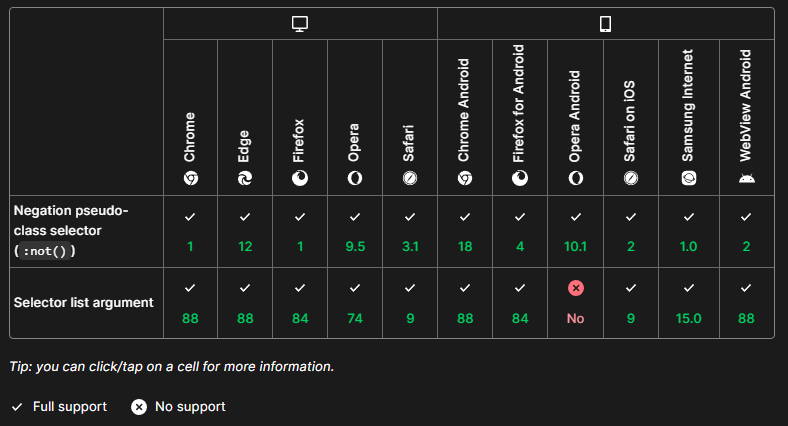 Chrome
Edge
Firefox
Opera
Safari
Chrome Android
Firefox for Android
Opera Android
Safari on iOS
Samsung Internet
WebView Android
Negation pseudo-
class selector
(:not())
1
12
1
9.5
3.1
18
4
10.1
2
1.0
2
Selector list argument
88
88
84
74
9
88
84
No
9
15.0
88
Tip: you can click/tap on a cell for more information.
Full support
No support